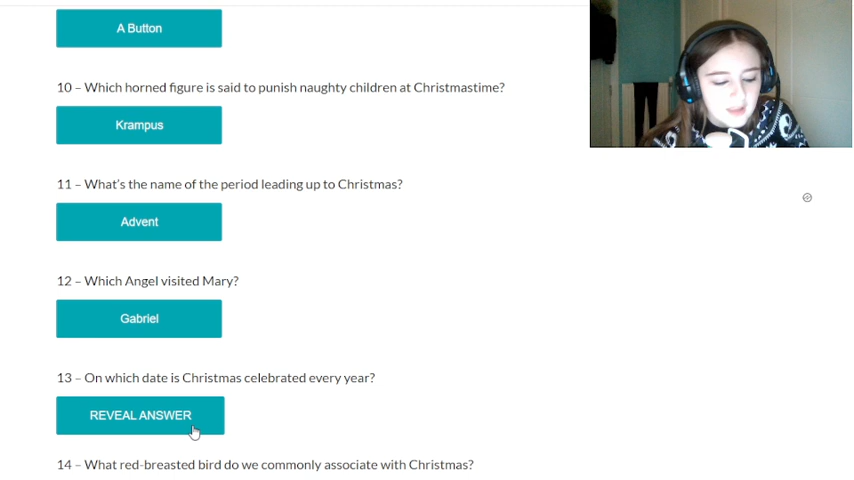 A Button
10 – Which horned figure is said to punish naughty children at Christmastime?
Krampus
11 – What's the name of the period leading up to Christmas?
Advent
12 – Which Angel visited Mary?
Gabriel
13 – On which date is Christmas celebrated every year?
REVEAL ANSWER
14 – What red-breasted bird do we commonly associate with Christmas?